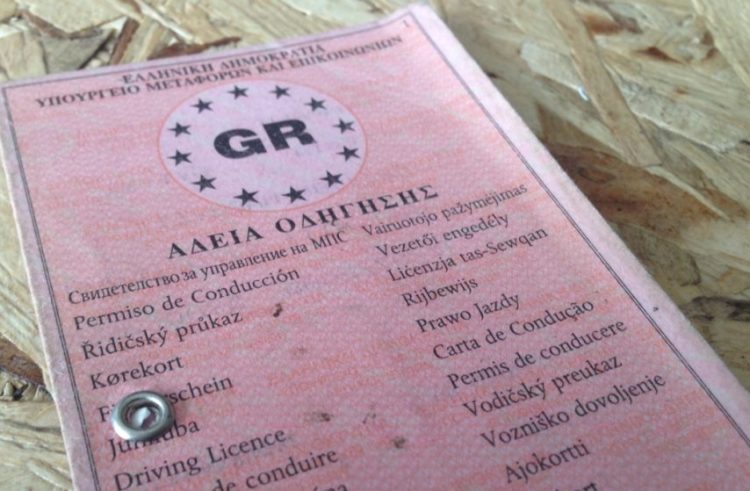 1
ΕΛΛΗΝΙΚΗ ΔΗΜΟΚΡΑΤΙΑ
ΥΠΟΥΡΓΕΙΟ ΜΕΤΑΦΟΡΩΝ ΚΑΙ ΕΠΙΚΟΙΝΩΝΙΩΝ
GR
ΑΔΕΙΑ ΟΔΗΓΗΣΗΣ
Свидетелство за управление на МПС
Permiso de Conducción
Řidičský průkaz
Kørekort
Driving Licence
de conduire
Vairuotojo pažymėjimas
Vezetői engedély
Liċenzja tas-Sewqan
Rijbewijs
Prawo Jazdy
Carta de Condução
Permis de conducere
Vodičský preukaz
Vozniško dovoljenje
Ajokortti